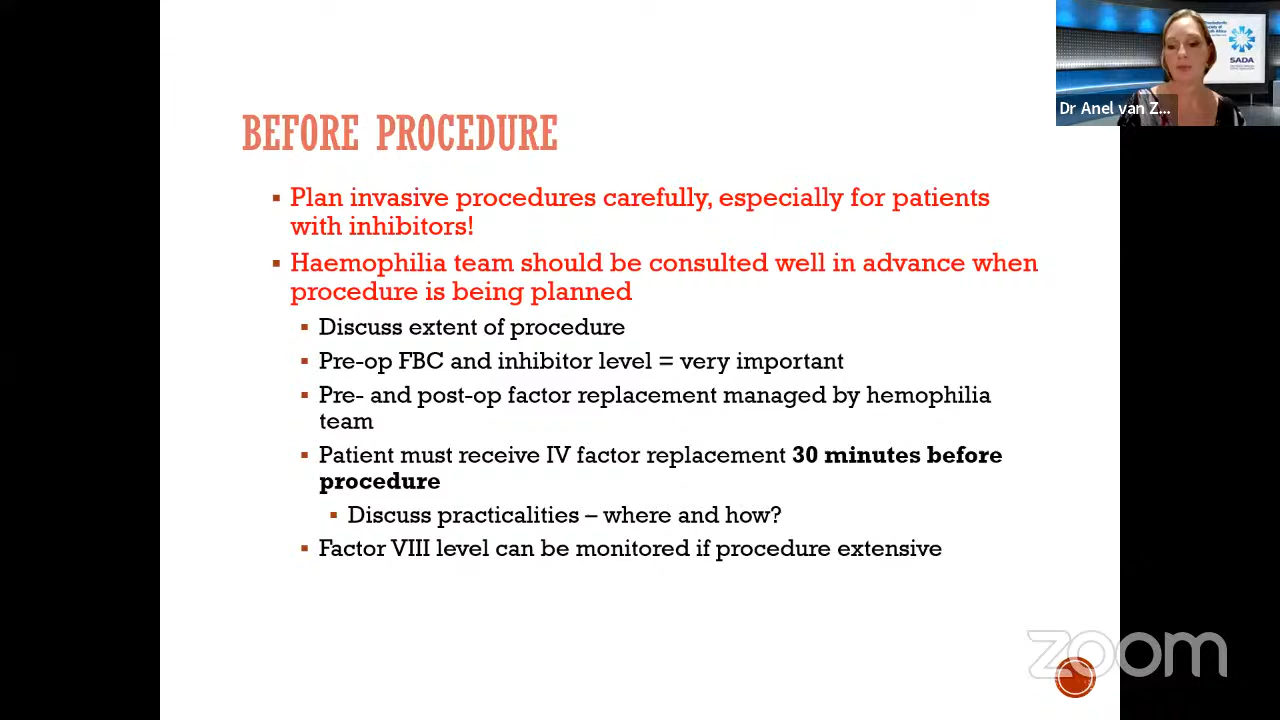 BEFORE PROCEDURE
▪ Plan invasive procedures carefully, especially for patients
with inhibitors!
▪ Haemophilia team should be consulted well in advance when
procedure is being planned
▪ Discuss extent of procedure
▪ Pre-op FBC and inhibitor level = very important
▪ Pre- and post-op factor replacement managed by hemophilia
team
▪ Patient must receive IV factor replacement 30 minutes before
procedure
▪ Discuss practicalities – where and how?
▪ Factor VIII level can be monitored if procedure extensive
SADA
Dr Anel van Z...
zoom